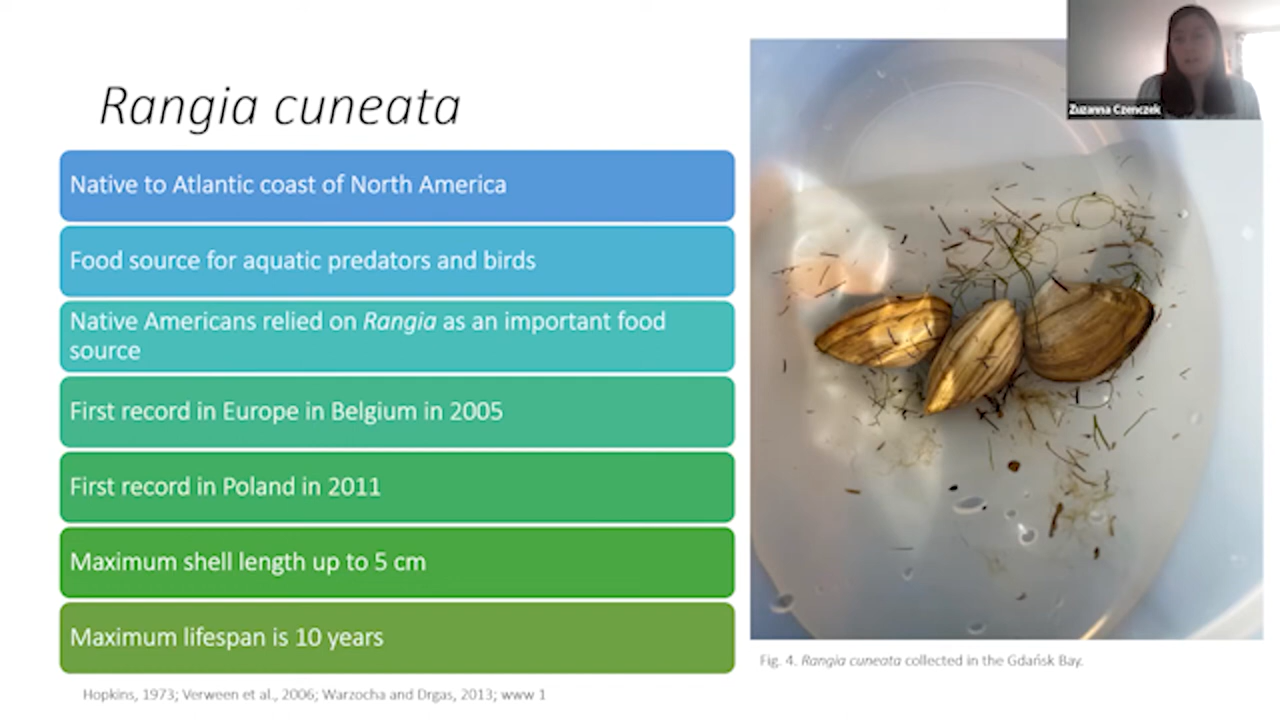 Rangia cuneata
Native to Atlantic coast of North America
Food source for aquatic predators and birds
Native Americans relied on Rangia as an important food
source
First record in Europe in Belgium in 2005
First record in Poland in 2011
Maximum shell length up to 5 cm
Maximum lifespan is 10 years
Hopkins, 1973; Verween et al., 2006; Warzocha and Drgas, 2013; www 1
Zuzanna Czenczek
Fig. 4. Rangia cuneata collected in the Gdańsk Bay.